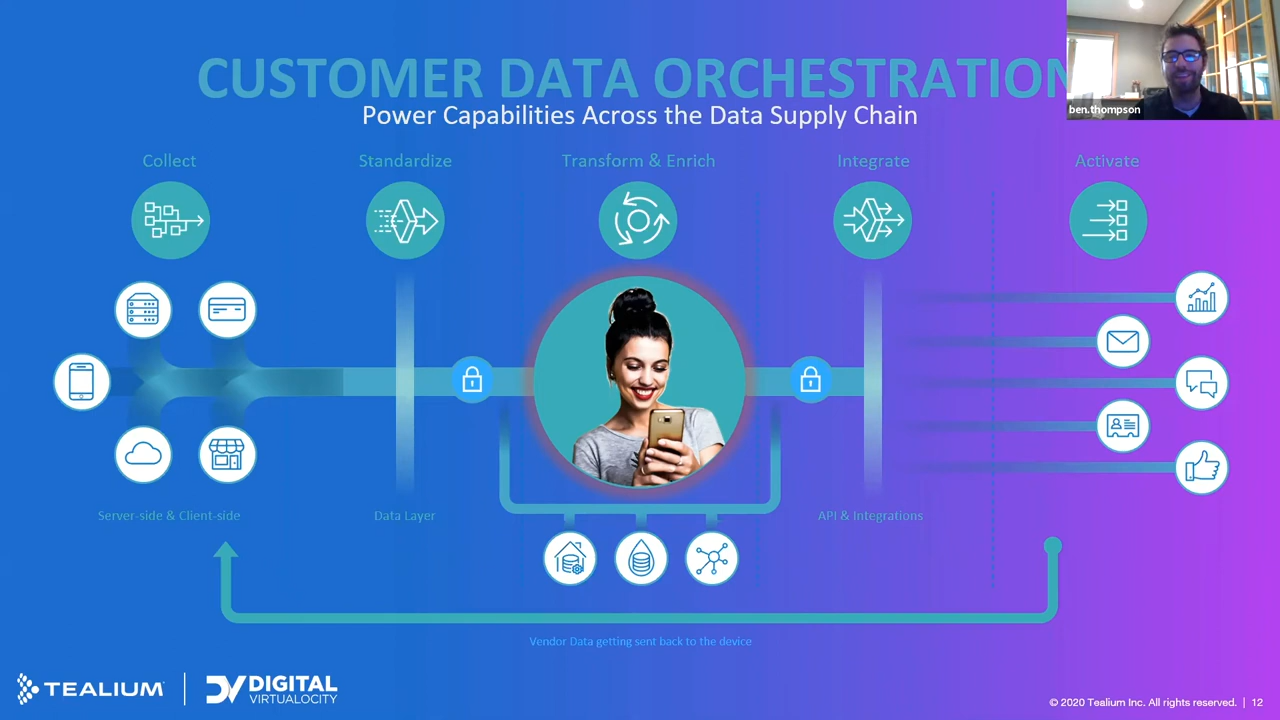 CUSTOMER DATA ORCHESTRATION
Power Capabilities Across the Data Supply Chain
ben.thompson
Collect
Standardize
Transform & Enrich
Integrate
Activate
Server-side & Client-side
Data Layer
API & Integrations
Vendor Data getting sent back to the device
TEALIUM
DV DIGITAL
VIRTUALOCITY
© 2020 Tealium Inc. All rights reserved. | 12